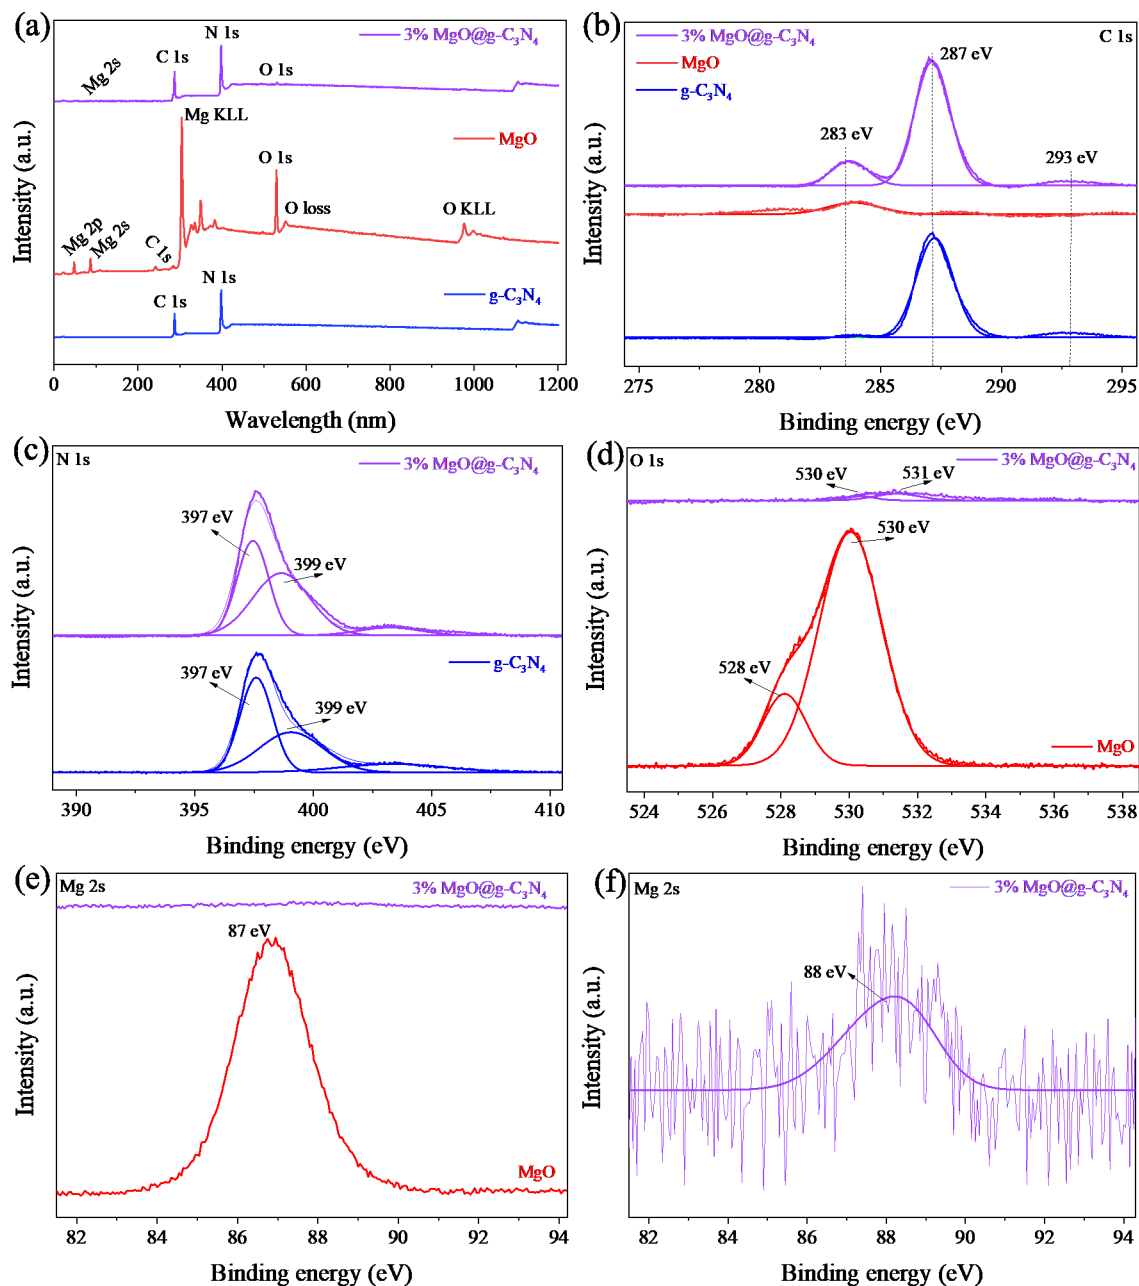 (a)
3% MgO@g-C₃N₄
N 1s
C 1s
O 1s
Mg 2s
Mg KLL
MgO
O 1s
O loss
O KLL
Mg 2p
Mg 2s
C 1s
N 1s
C 1s
g-C₃N₄
Intensity (a.u.)
0 200 400 600 800 1000 1200
Wavelength (nm)
(b)
3% MgO@g-C₃N₄
MgO
g-C₃N₄
C 1s
287 eV
283 eV
293 eV
Intensity (a.u.)
275 280 285 290 295
Binding energy (eV)
(c)
N 1s
3% MgO@g-C₃N₄
397 eV
399 eV
g-C₃N₄
397 eV
399 eV
Intensity (a.u.)
390 395 400 405 410
Binding energy (eV)
(d)
O 1s
3% MgO@g-C₃N₄
530 eV
531 eV
530 eV
528 eV
MgO
Intensity (a.u.)
524 526 528 530 532 534 536 538
Binding energy (eV)
(e)
Mg 2s
3% MgO@g-C₃N₄
87 eV
MgO
Intensity (a.u.)
82 84 86 88 90 92 94
Binding energy (eV)
(f)
Mg 2s
3% MgO@g-C₃N₄
88 eV
Intensity (a.u.)
82 84 86 88 90 92 94
Binding energy (eV)